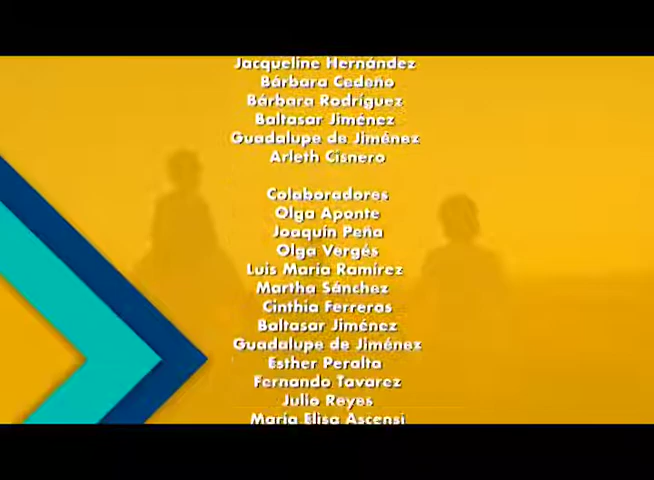 Jacqueline Hernández
Bárbara Cedeño
Bárbara Rodríguez
Baltasar Jiménez
Guadalupe de Jiménez
Arleth Cisnero
Colaboradores
Olga Aponte
Joaquín Peña
Olga Vergés
Luis María Ramírez
Martha Sánchez
Cinthia Ferreras
Baltasar Jiménez
Guadalupe de Jiménez
Esther Peralta
Fernando Tavarez
Julio Reyes
María Elisa Ascensi